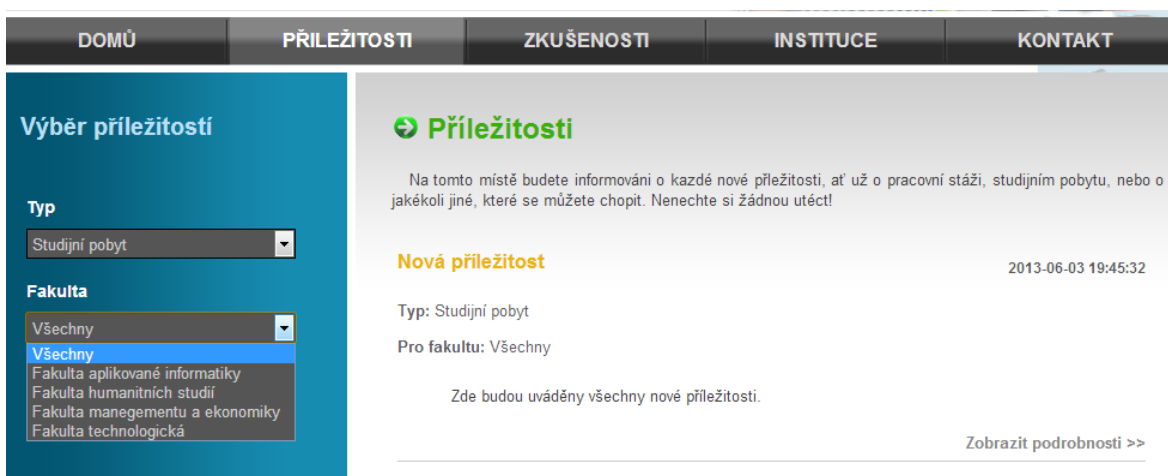 DOMŮ PŘILEŽITOSTI ZKUŠENOSTI INSTITUCE KONTAKT
Výběr příležitostí
Typ
Studijní pobyt
Fakulta
Všechny
Všechny
Fakulta aplikované informatiky
Fakulta humanitních studií
Fakulta manegementu a ekonomiky
Fakulta technologická
Příležitosti
Na tomto místě budete informováni o kazdé nové přležitosti, ať už o pracovní stáži, studijním pobytu, nebo o
jakékoli jiné, které se můžete chopit. Nenechte si žádnou utéct!
Nová příležitost 2013-06-03 19:45:32
Typ: Studijní pobyt
Pro fakultu: Všechny
Zde budou uváděny všechny nové příležitosti.
Zobrazit podrobnosti >>